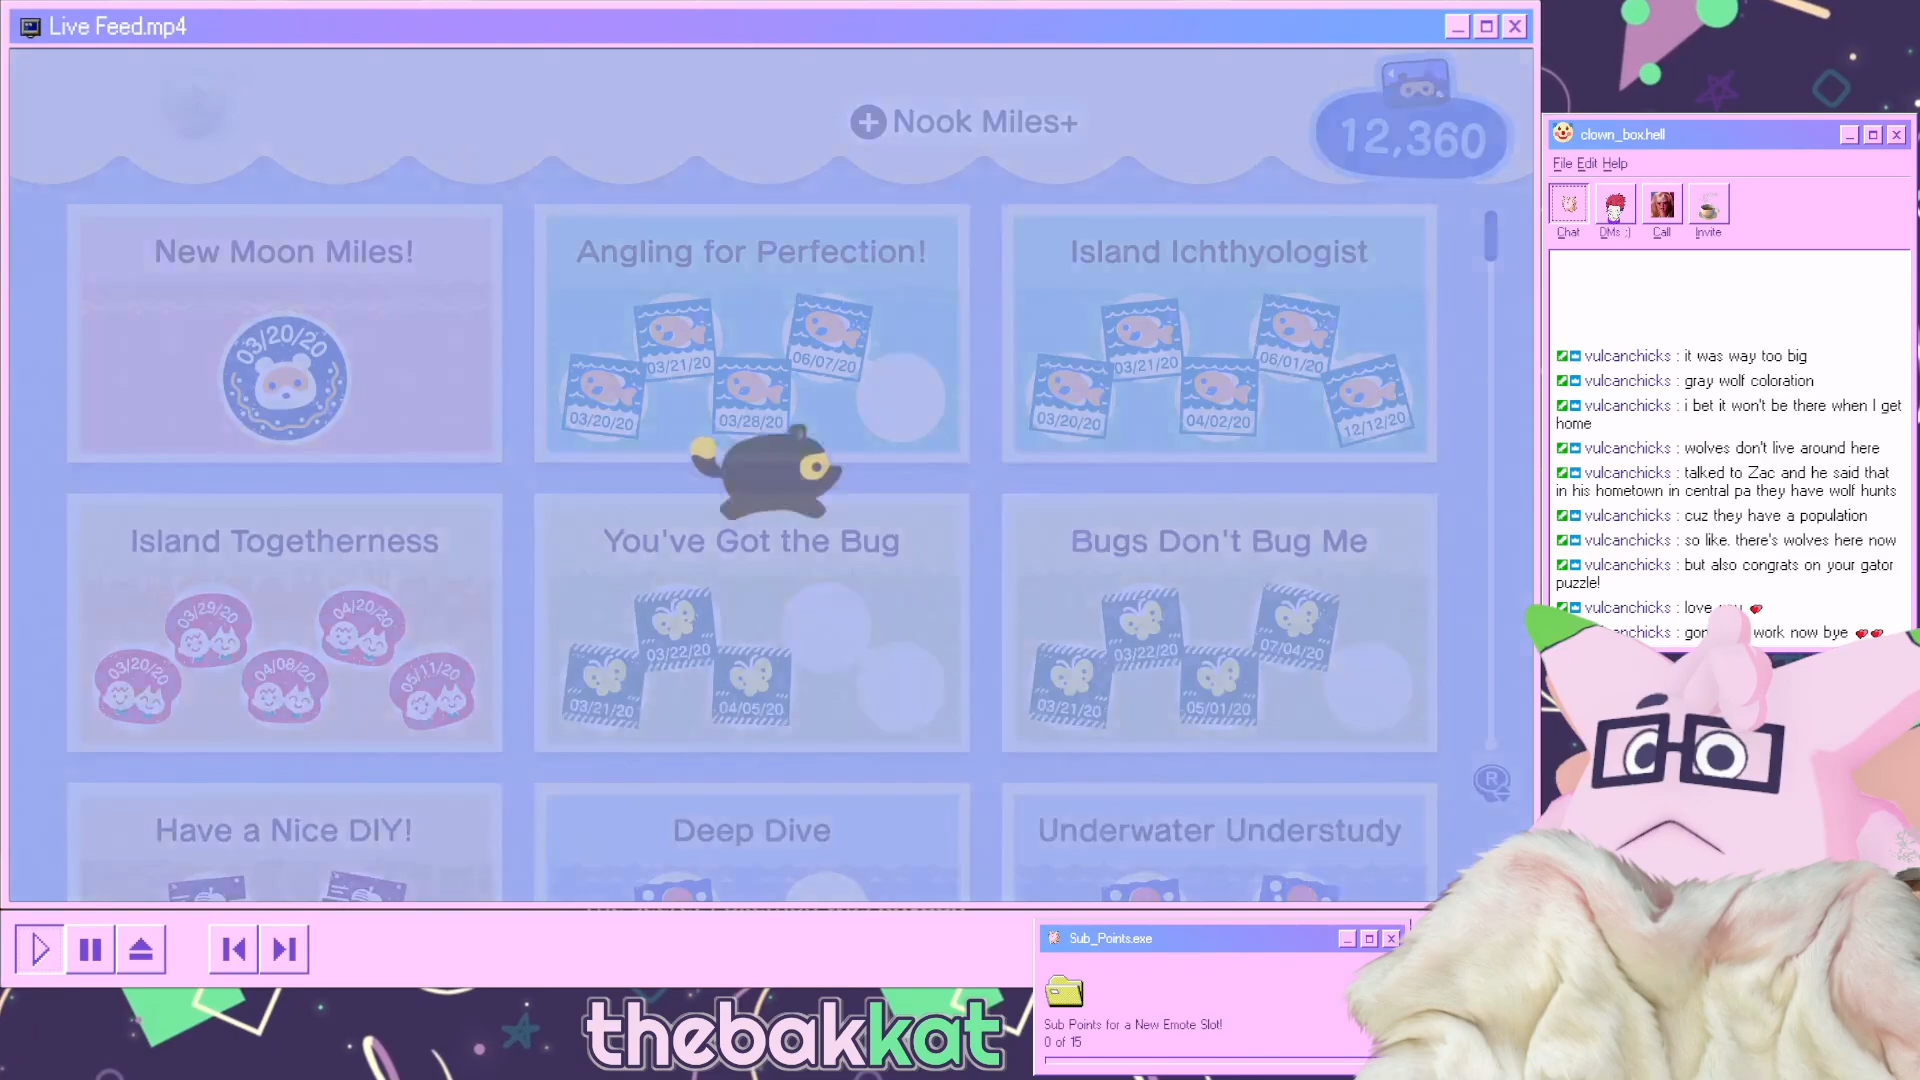 Live Feed.mp4
Nook Miles+
12,360
New Moon Miles!
03/20/20
Angling for Perfection!
03/20/20
03/21/20
03/28/20
06/07/20
Island Ichthyologist
03/20/20
03/21/20
04/02/20
06/01/20
12/12/20
Island Togetherness
03/20/20
03/29/20
04/08/20
04/20/20
05/11/20
You've Got the Bug
03/21/20
03/22/20
04/05/20
Bugs Don't Bug Me
03/21/20
03/22/20
05/01/20
07/04/20
R
Have a Nice DIY!
Deep Dive
Underwater Understudy
clown_box.hell
File Edit Help
Chat DMs ;) Call Invite
vulcanchicks : it was way too big
vulcanchicks : gray wolf coloration
vulcanchicks : i bet it won't be there when I get
home
vulcanchicks : wolves don't live around here
vulcanchicks : talked to Zac and he said that
in his hometown in central pa they have wolf hunts
vulcanchicks : cuz they have a population
vulcanchicks : so like. there's wolves here now
vulcanchicks : but also congrats on your gator
puzzle!
vulcanchicks : love
work now bye
Sub_Points.exe
Sub Points for a New Emote Slot!
0 of 15
thebakkat